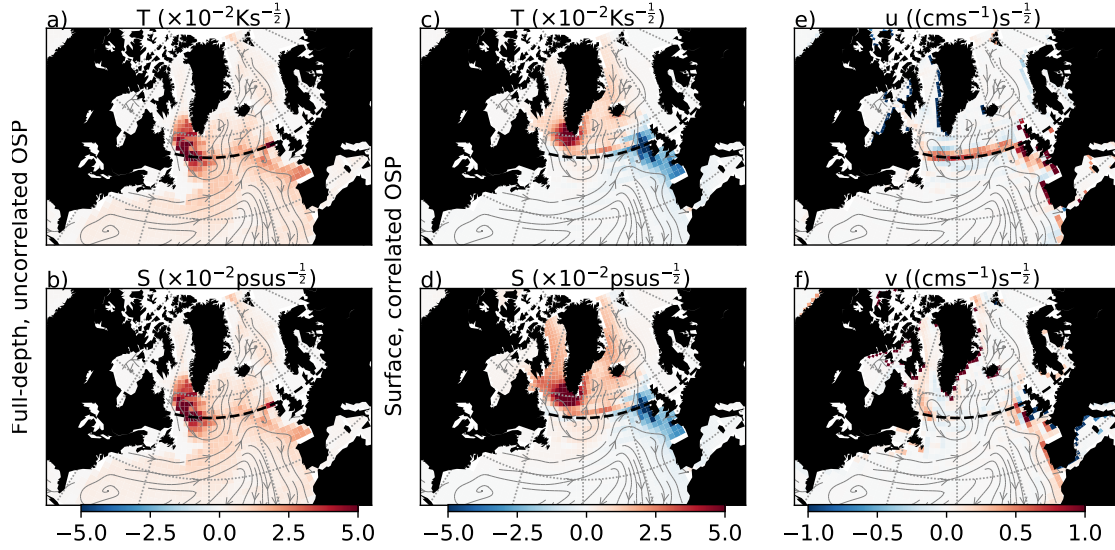 a) T (×10⁻²Ks⁻½)
c) T (×10⁻²Ks⁻½)
e) u ((cms⁻¹)s⁻½)
Full-depth, uncorrelated OSP
Surface, correlated OSP
b) S (×10⁻²psus⁻½)
d) S (×10⁻²psus⁻½)
f) v ((cms⁻¹)s⁻½)
−5.0 −2.5 0.0 2.5 5.0
−5.0 −2.5 0.0 2.5 5.0
−1.0 −0.5 0.0 0.5 1.0